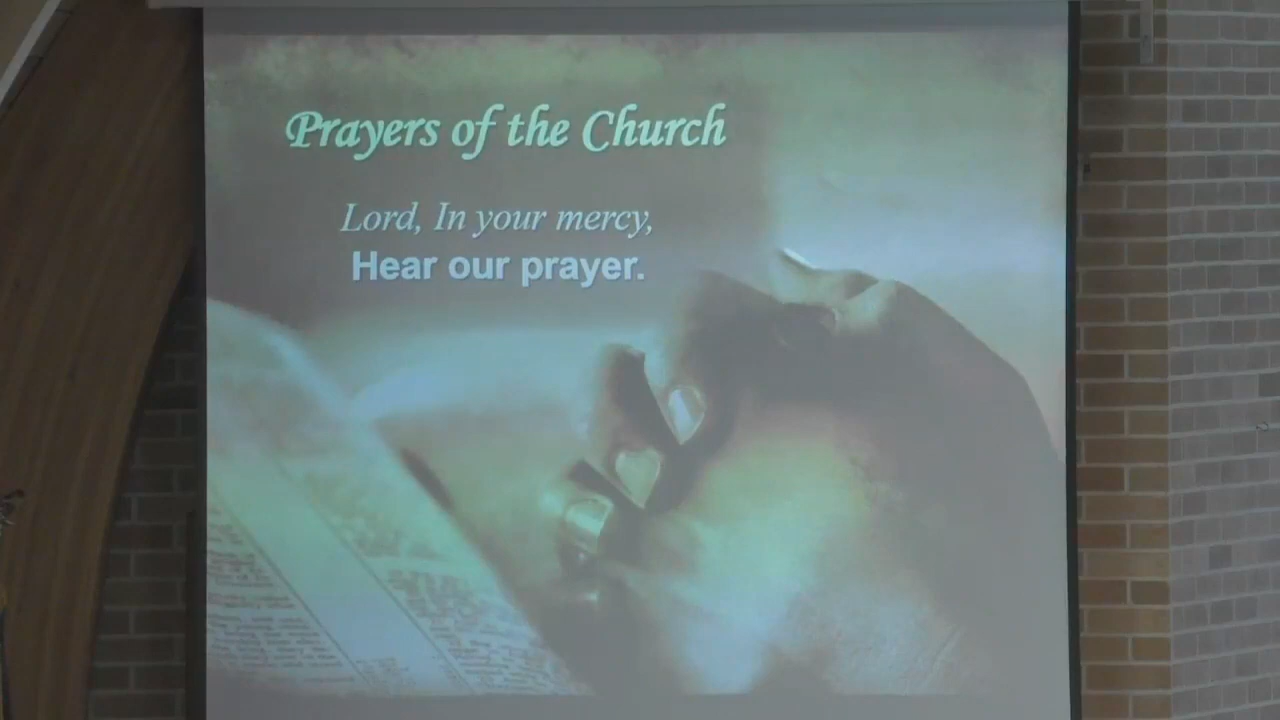 Prayers of the Church
Lord, In your mercy,
Hear our prayer.